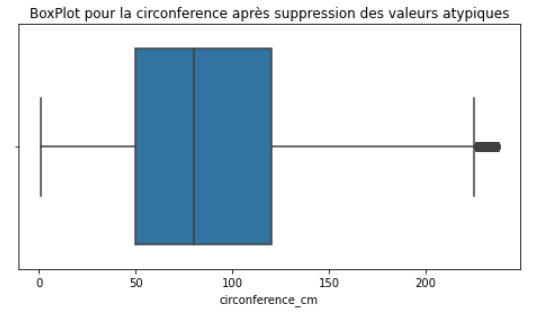 BoxPlot pour la circonference après suppression des valeurs atypiques
0 50 100 150 200
circonference_cm